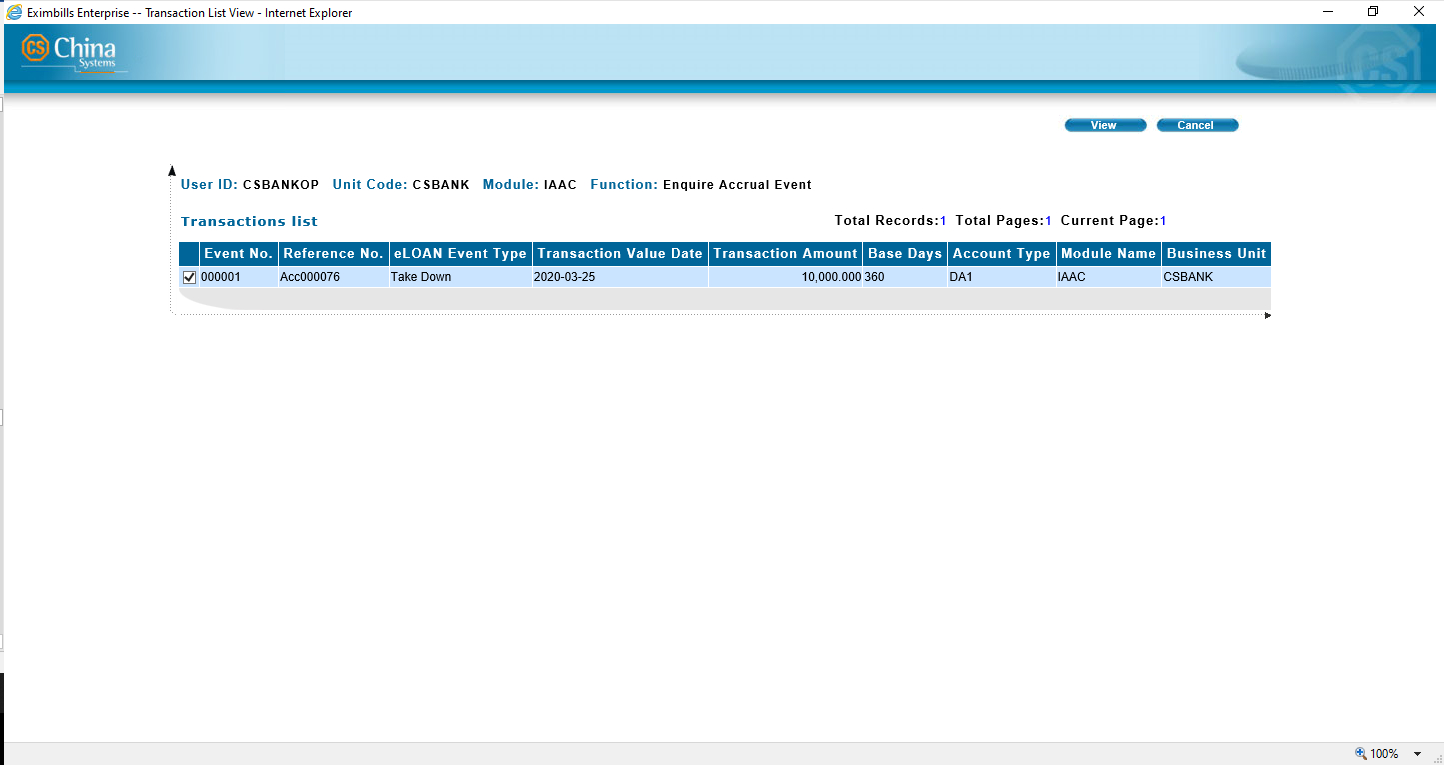 Eximbills Enterprise -- Transaction List View - Internet Explorer
CS China
Systems
CS
View Cancel
User ID: CSBANKOP Unit Code: CSBANK Module: IAAC Function: Enquire Accrual Event
Transactions list Total Records:1 Total Pages:1 Current Page:1
Event No. Reference No. eLOAN Event Type Transaction Value Date Transaction Amount Base Days Account Type Module Name Business Unit
000001 Acc000076 Take Down 2020-03-25 10,000.000 360 DA1 IAAC CSBANK
100%